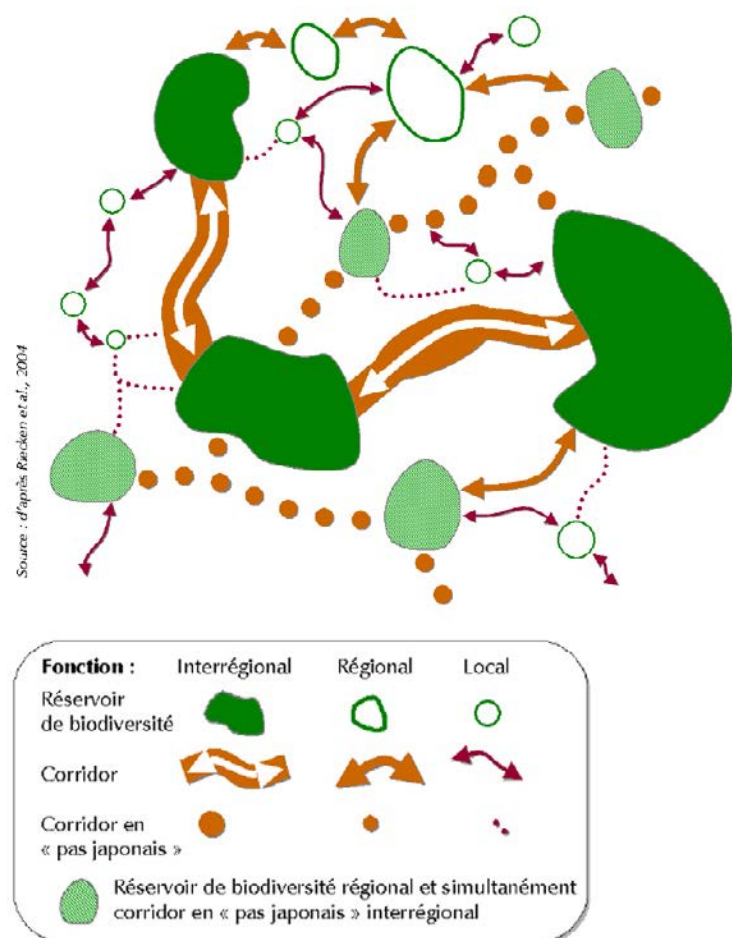 Source : d'après Riecken et al., 2004
Fonction : Interrégional Régional Local
Réservoir
de biodiversité
Corridor
Corridor en
« pas japonais »
Réservoir de biodiversité régional et simultanément
corridor en « pas japonais » interrégional